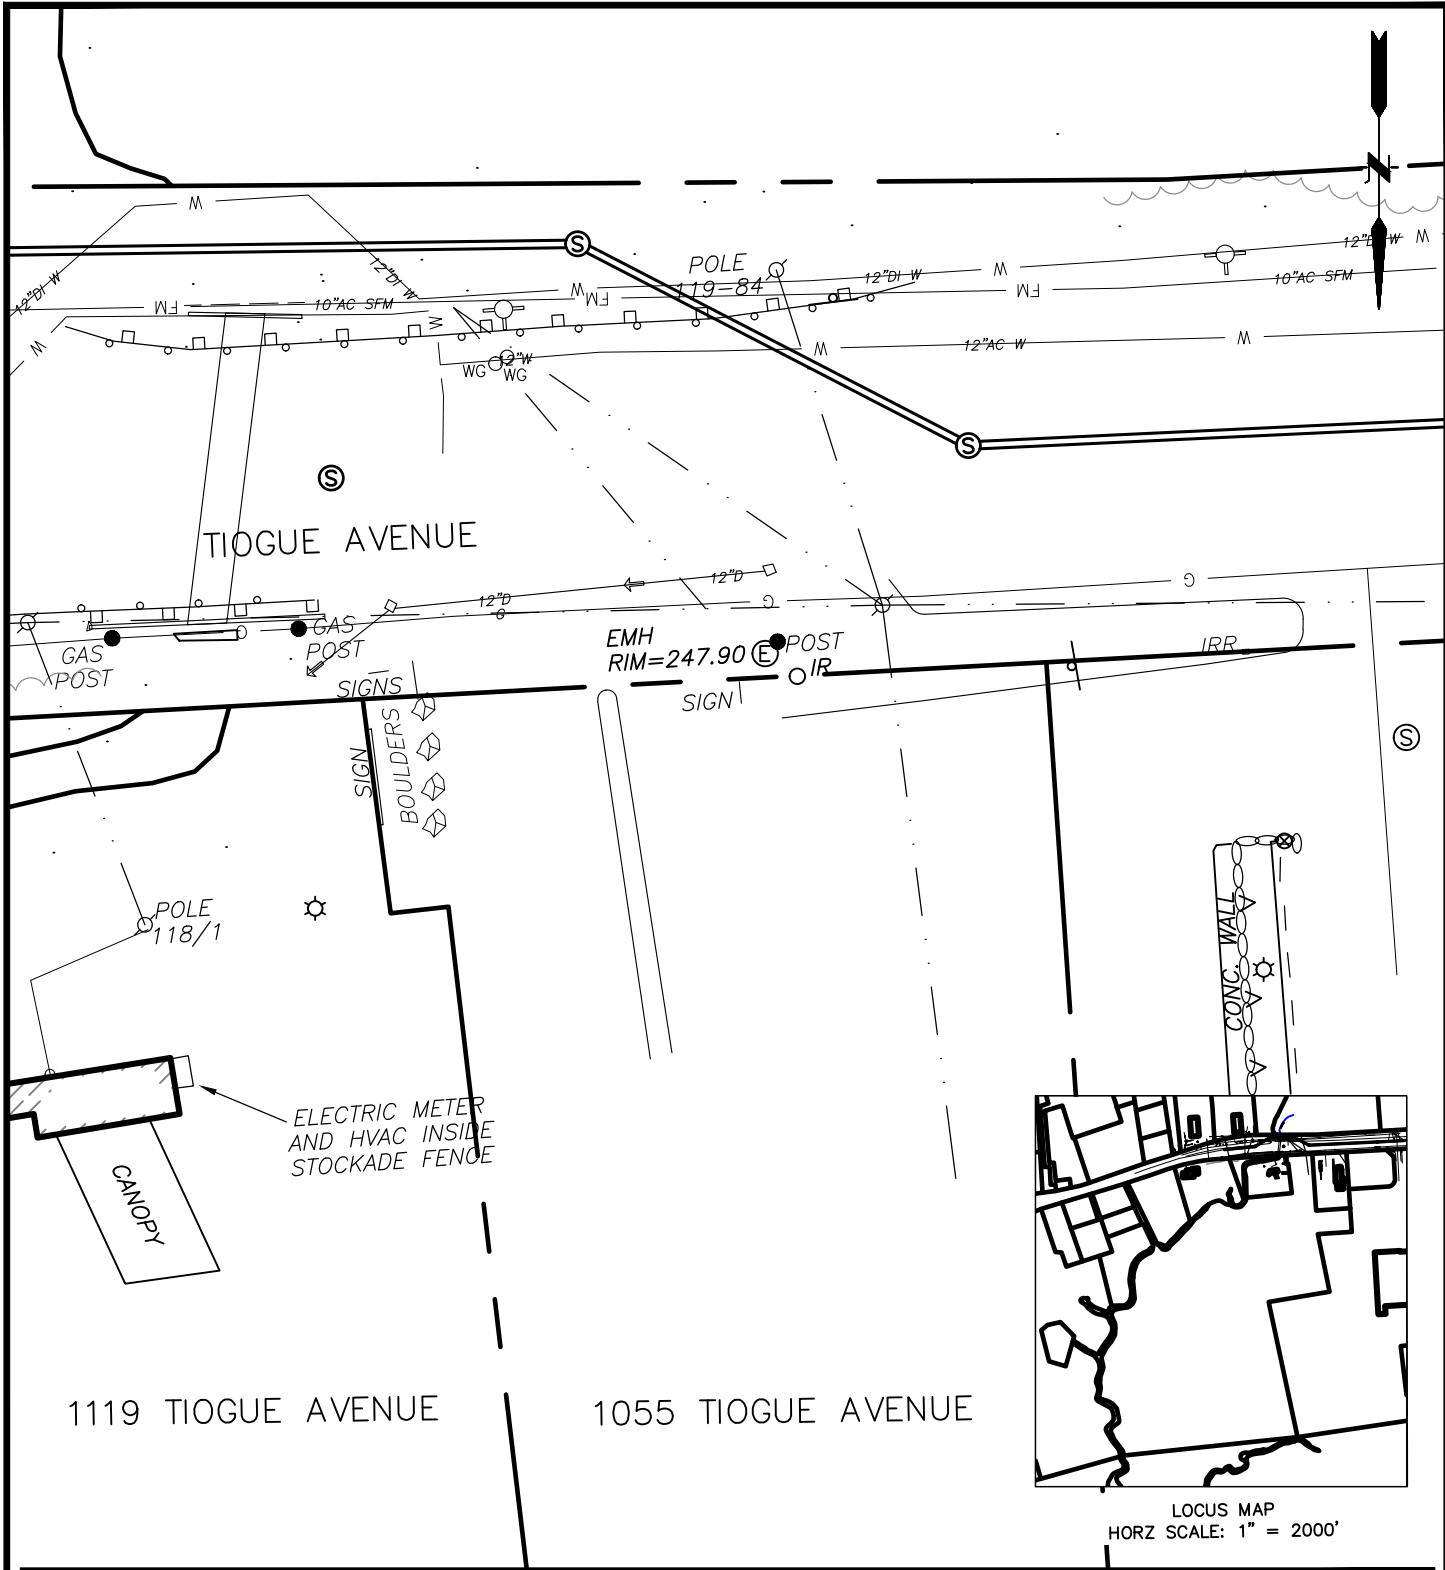 N
W
12"DI W
W
POLE
119-84
12"DI W
W
12"DI W
12"DI W
W
FM
10"AC SFM
FM
FM
10"AC SFM
W
W
12"W
WG
WG
W
12"AC W
W
S
S
S
TIOGUE AVENUE
12"D
12"D
G
G
G
GAS
POST
GAS
POST
EMH
RIM=247.90
E
POST
IR
IRR
SIGNS
SIGN
SIGN
BOULDERS
S
POLE
118/1
CONC. WALL
ELECTRIC METER
AND HVAC INSIDE
STOCKADE FENCE
CANOPY
1119 TIOGUE AVENUE
1055 TIOGUE AVENUE
LOCUS MAP
HORZ SCALE: 1" = 2000'